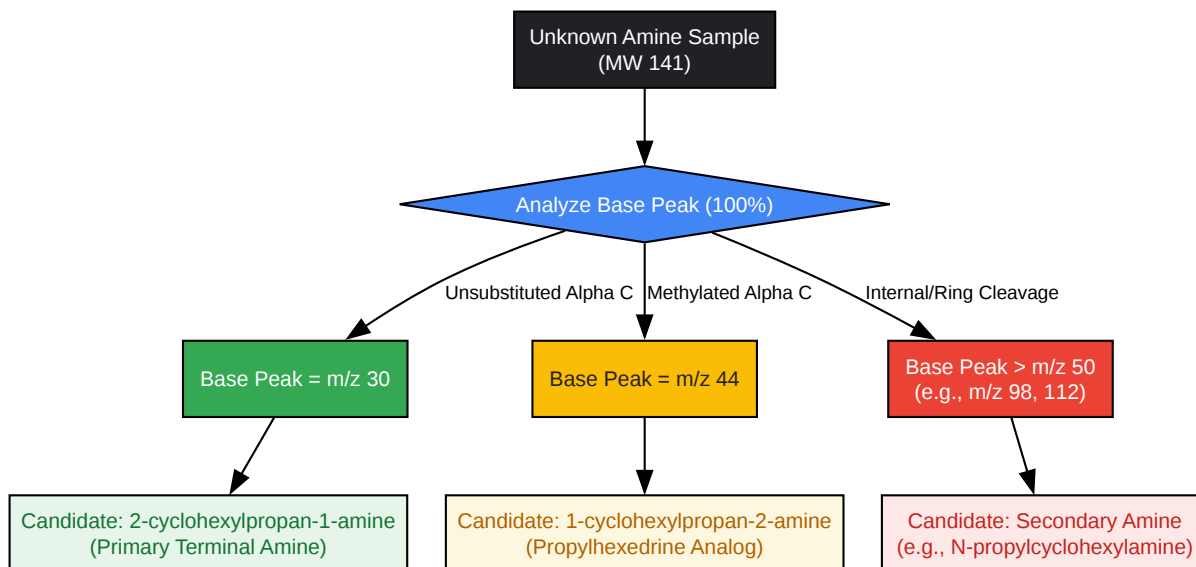 Unknown Amine Sample
(MW 141)
Analyze Base Peak (100%)
Unsubstituted Alpha C
Methylated Alpha C
Internal/Ring Cleavage
Base Peak = m/z 30
Base Peak = m/z 44
Base Peak > m/z 50
(e.g., m/z 98, 112)
Candidate: 2-cyclohexylpropan-1-amine
(Primary Terminal Amine)
Candidate: 1-cyclohexylpropan-2-amine
(Propylhexedrine Analog)
Candidate: Secondary Amine
(e.g., N-propylcyclohexylamine)